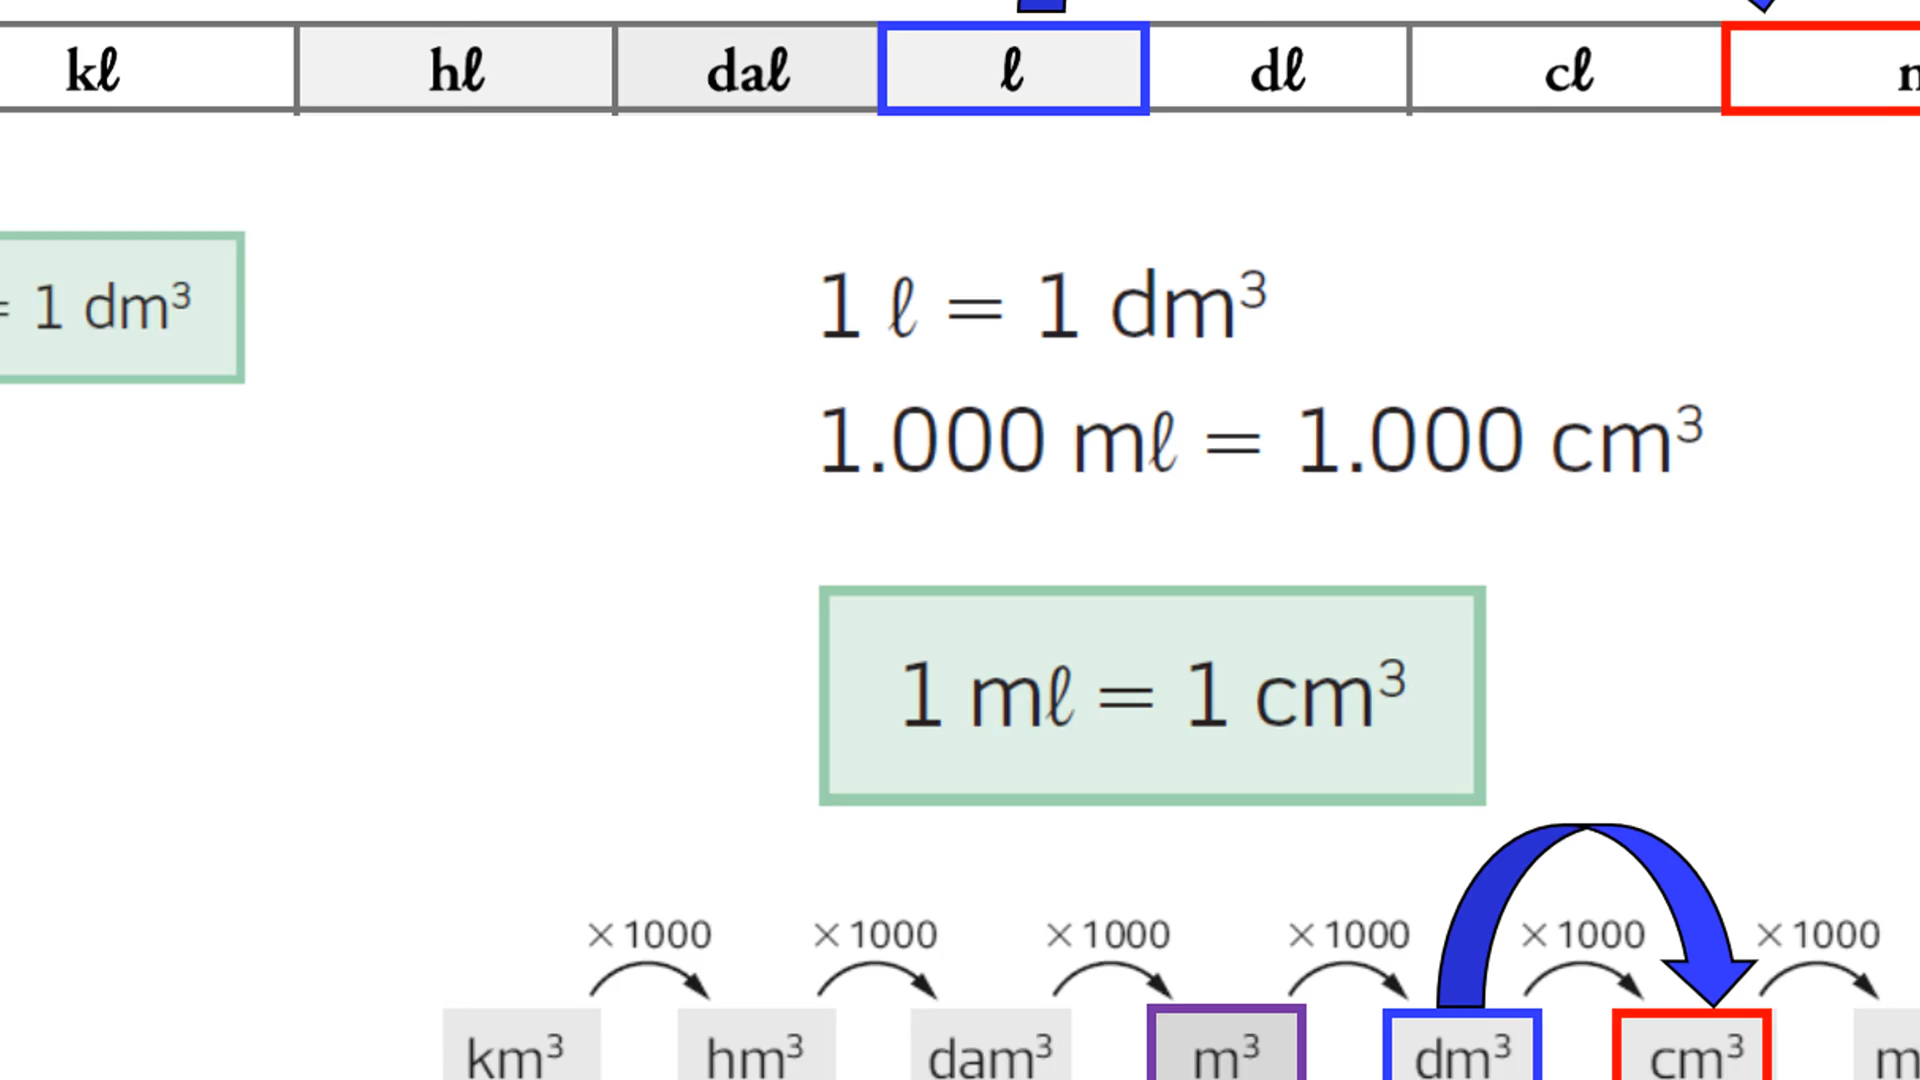 kℓ hℓ daℓ ℓ dℓ cℓ
= 1 dm³
1 ℓ = 1 dm³
1.000 mℓ = 1.000 cm³
1 mℓ = 1 cm³
×1000 ×1000 ×1000 ×1000 ×1000 ×1000
km³ hm³ dam³ m³ dm³ cm³